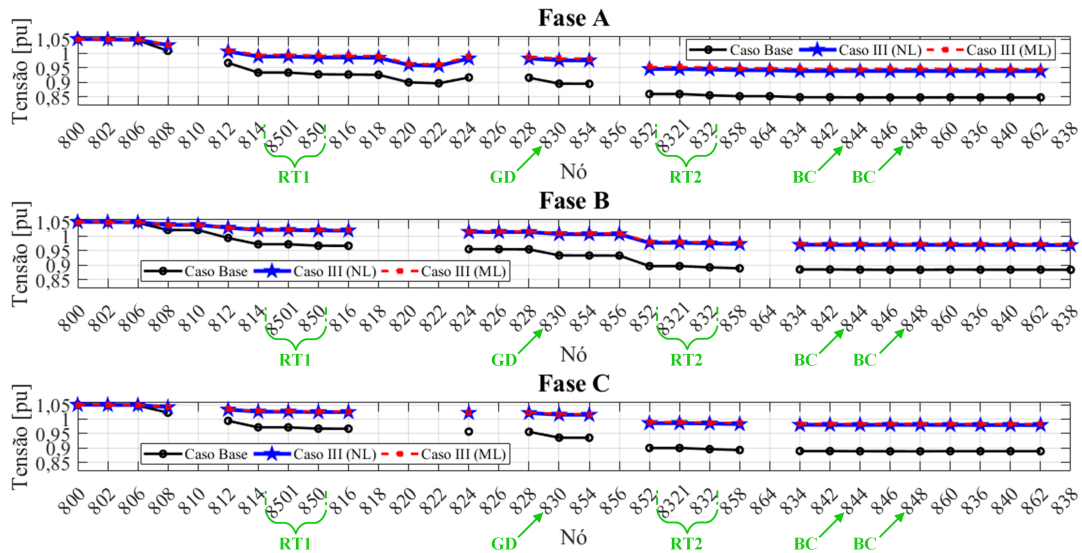 Fase A
Tensão [pu]
1,05
1
0,95
0,9
0,85
Caso Base Caso III (NL) Caso III (ML)
800 802 806 808 812 814 8501 850 816 818 820 822 824 826 828 830 854 856 852 8321 832 858 864 834 842 844 846 848 860 836 840 862 838
RT1 GD RT2 BC BC
Nó
Fase B
Tensão [pu]
1,05
1
0,95
0,9
0,85
Caso Base Caso III (NL) Caso III (ML)
800 802 806 808 810 812 814 8501 850 816 818 820 822 824 826 828 830 854 856 852 8321 832 858 864 834 842 844 846 848 860 836 840 862 838
RT1 GD RT2 BC BC
Nó
Fase C
Tensão [pu]
1,05
1
0,95
0,9
0,85
Caso Base Caso III (NL) Caso III (ML)
800 802 806 808 812 814 8501 850 816 818 820 822 824 826 828 830 854 856 852 8321 832 858 864 834 842 844 846 848 860 836 840 862 838
RT1 GD RT2 BC BC
Nó